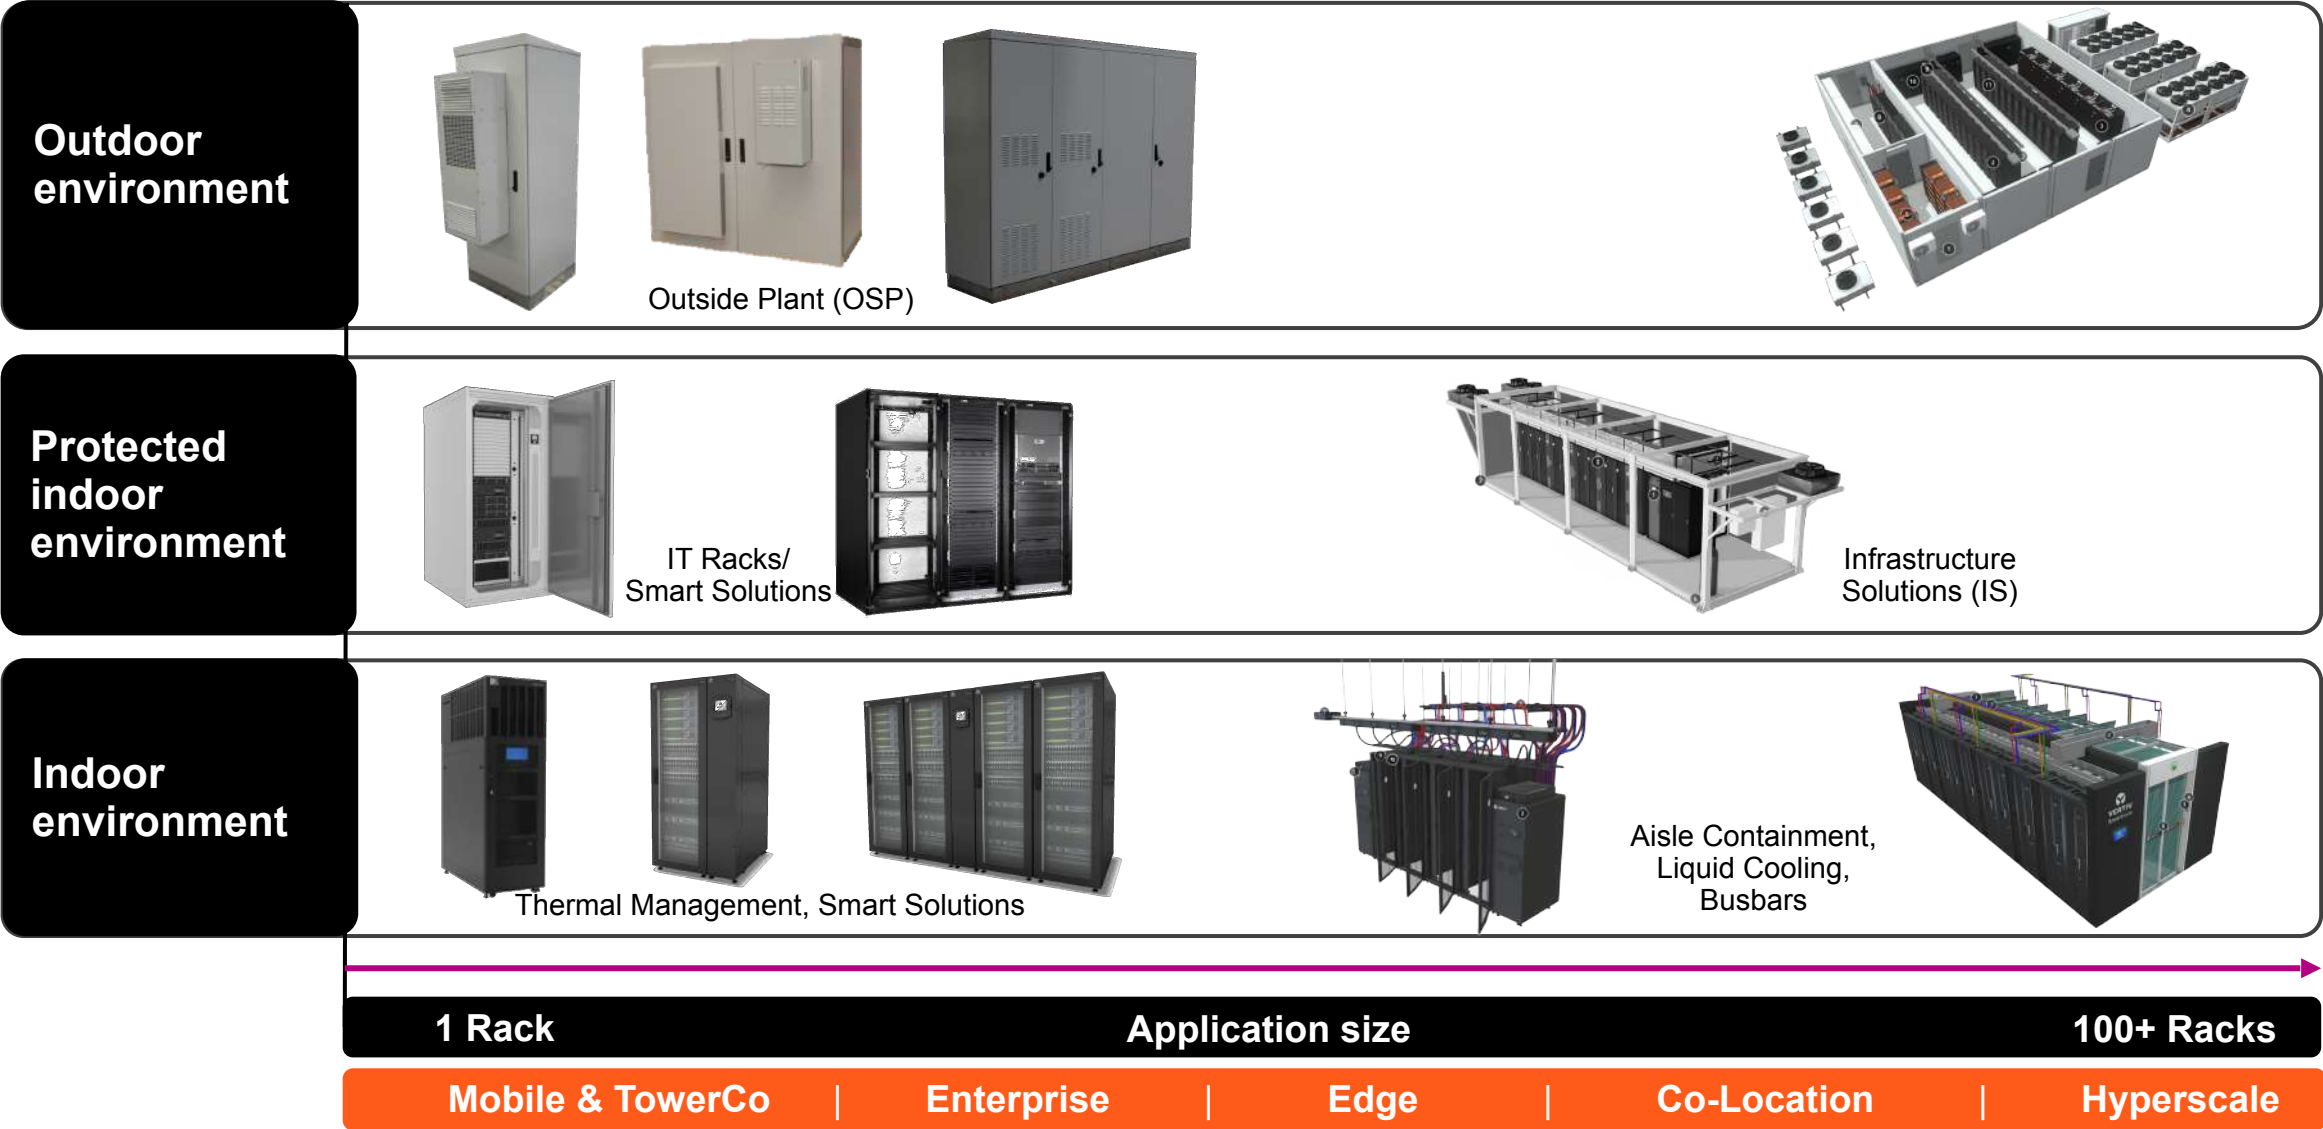 Outdoor
environment
Outside Plant (OSP)
Protected
indoor
environment
IT Racks/
Smart Solutions
Infrastructure
Solutions (IS)
Indoor
environment
Thermal Management, Smart Solutions
Aisle Containment,
Liquid Cooling,
Busbars
VERTIV
1 Rack Application size 100+ Racks
Mobile & TowerCo | Enterprise | Edge | Co-Location | Hyperscale